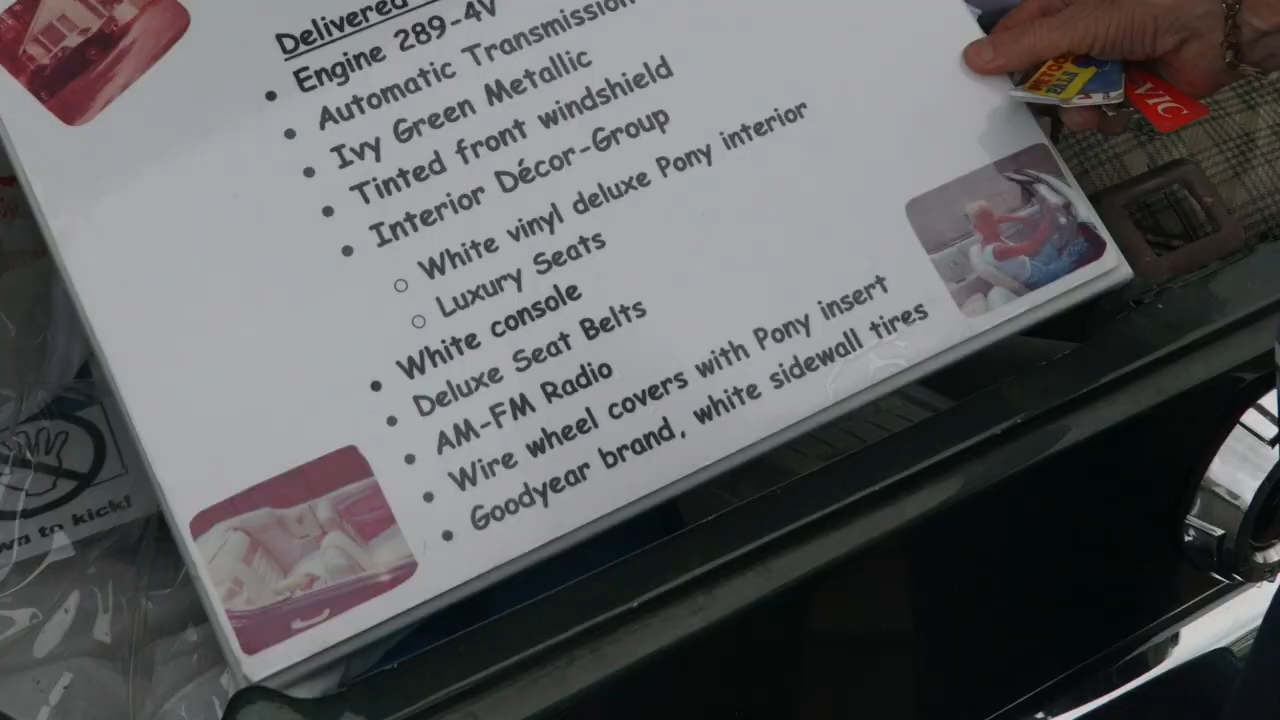 Delivered
Engine 289-4V
Automatic Transmission
Ivy Green Metallic
Tinted front windshield
Interior Décor-Group
White vinyl deluxe Pony interior
Luxury Seats
White console
Deluxe Seat Belts
AM-FM Radio
Wire wheel covers with Pony insert
Goodyear brand, white sidewall tires
VIC
to kick!